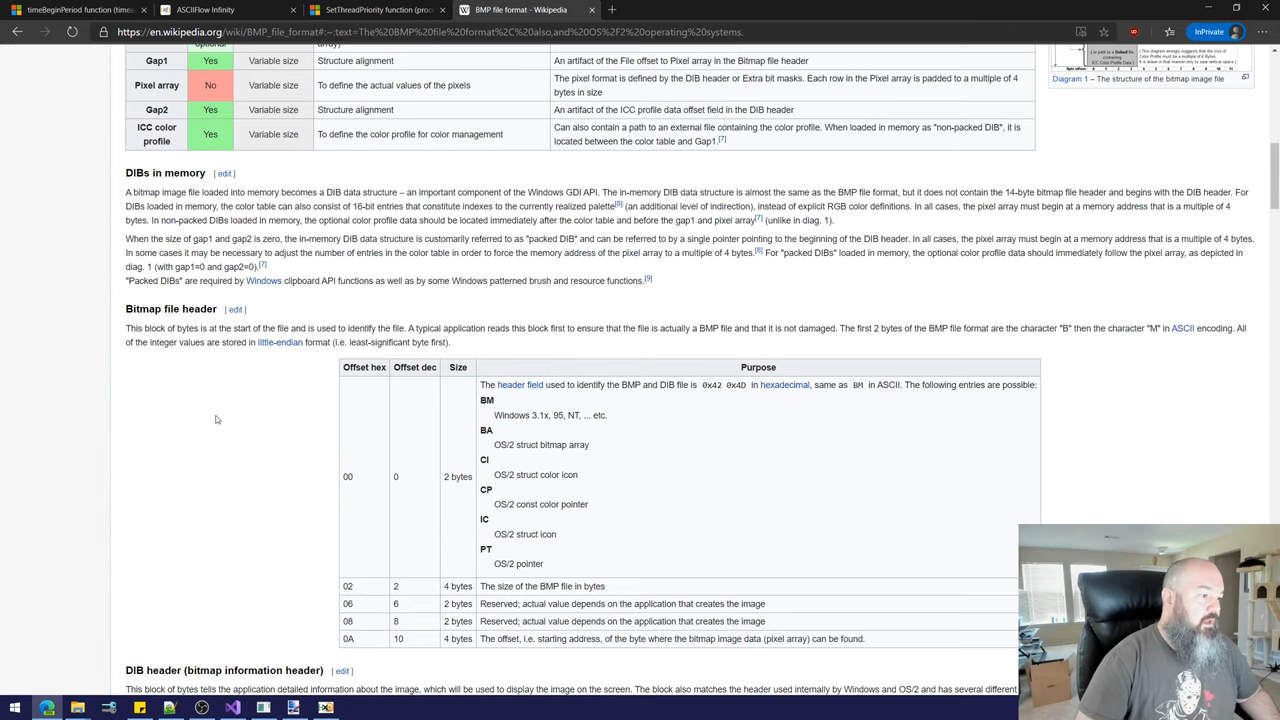 timeBeginPeriod function (timea
ASCIIFlow Infinity
SetThreadPriority function (proc
BMP file format - Wikipedia
https://en.wikipedia.org/wiki/BMP_file_format#:~:text=The%20BMP%20file%20format%2C%20also,and%20OS%2F2%20operating%20systems.
InPrivate
optional
array)
Gap1 Yes Variable size Structure alignment An artifact of the File offset to Pixel array in the Bitmap file header
Pixel array No Variable size To define the actual values of the pixels The pixel format is defined by the DIB header or Extra bit masks. Each row in the Pixel array is padded to a multiple of 4
bytes in size
Gap2 Yes Variable size Structure alignment An artifact of the ICC profile data offset field in the DIB header
ICC color
profile Yes Variable size To define the color profile for color management Can also contain a path to an external file containing the color profile. When loaded in memory as "non-packed DIB", it is
located between the color table and Gap1.[7]
Diagram 1 – The structure of the bitmap image file
DIBs in memory [ edit ]
A bitmap image file loaded into memory becomes a DIB data structure – an important component of the Windows GDI API. The in-memory DIB data structure is almost the same as the BMP file format, but it does not contain the 14-byte bitmap file header and begins with the DIB header. For
DIBs loaded in memory, the color table can also consist of 16-bit entries that constitute indexes to the currently realized palette[8] (an additional level of indirection), instead of explicit RGB color definitions. In all cases, the pixel array must begin at a memory address that is a multiple of 4
bytes. In non-packed DIBs loaded in memory, the optional color profile data should be located immediately after the color table and before the gap1 and pixel array[7] (unlike in diag. 1).
When the size of gap1 and gap2 is zero, the in-memory DIB data structure is customarily referred to as "packed DIB" and can be referred to by a single pointer pointing to the beginning of the DIB header. In all cases, the pixel array must begin at a memory address that is a multiple of 4 bytes.
In some cases it may be necessary to adjust the number of entries in the color table in order to force the memory address of the pixel array to a multiple of 4 bytes.[8] For "packed DIBs" loaded in memory, the optional color profile data should immediately follow the pixel array, as depicted in
diag. 1 (with gap1=0 and gap2=0).[7]
"Packed DIBs" are required by Windows clipboard API functions as well as by some Windows patterned brush and resource functions.[9]
Bitmap file header [ edit ]
This block of bytes is at the start of the file and is used to identify the file. A typical application reads this block first to ensure that the file is actually a BMP file and that it is not damaged. The first 2 bytes of the BMP file format are the character "B" then the character "M" in ASCII encoding. All
of the integer values are stored in little-endian format (i.e. least-significant byte first).
Offset hex Offset dec Size Purpose
The header field used to identify the BMP and DIB file is 0x42 0x4D in hexadecimal, same as BM in ASCII. The following entries are possible:
BM
Windows 3.1x, 95, NT, ... etc.
BA
OS/2 struct bitmap array
CI
OS/2 struct color icon
00 0 2 bytes
CP
OS/2 const color pointer
IC
OS/2 struct icon
PT
OS/2 pointer
02 2 4 bytes The size of the BMP file in bytes
06 6 2 bytes Reserved; actual value depends on the application that creates the image
08 8 2 bytes Reserved; actual value depends on the application that creates the image
0A 10 4 bytes The offset, i.e. starting address, of the byte where the bitmap image data (pixel array) can be found.
DIB header (bitmap information header) [ edit ]
This block of bytes tells the application detailed information about the image, which will be used to display the image on the screen. The block also matches the header used internally by Windows and OS/2 and has several different